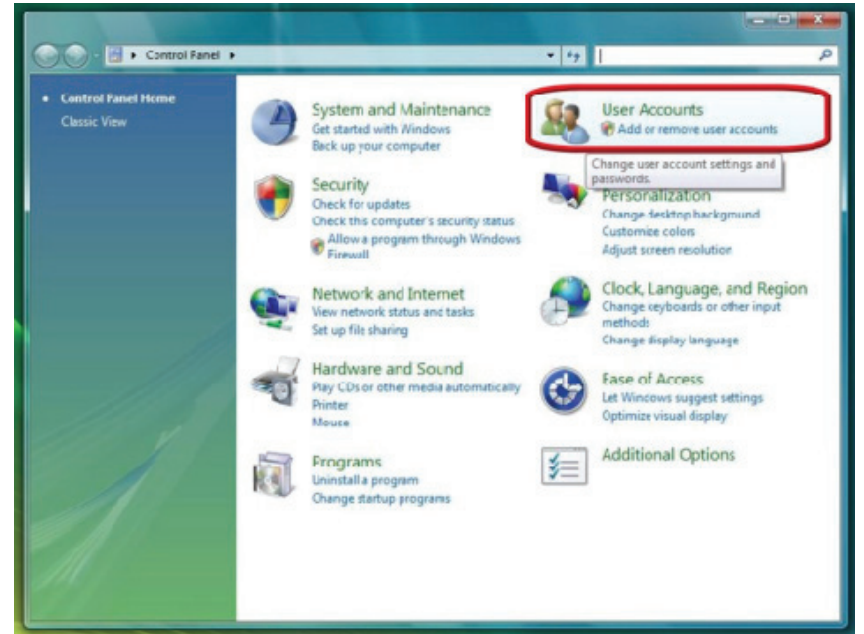 Control Panel
Control Panel Home
Classic View
System and Maintenance
Get started with Windows
Back up your computer
Security
Check for updates
Check this computer's security status
Allow a program through Windows
Firewall
Network and Internet
View network status and tasks
Set up file sharing
Hardware and Sound
Play CDs or other media automatically
Printer
Mouse
Programs
Uninstall a program
Change startup programs
User Accounts
Add or remove user accounts
Change user account settings and
passwords.
Personalization
Change desktop background
Customize colors
Adjust screen resolution
Clock, Language, and Region
Change keyboards or other input
methods
Change display language
Ease of Access
Let Windows suggest settings
Optimize visual display
Additional Options